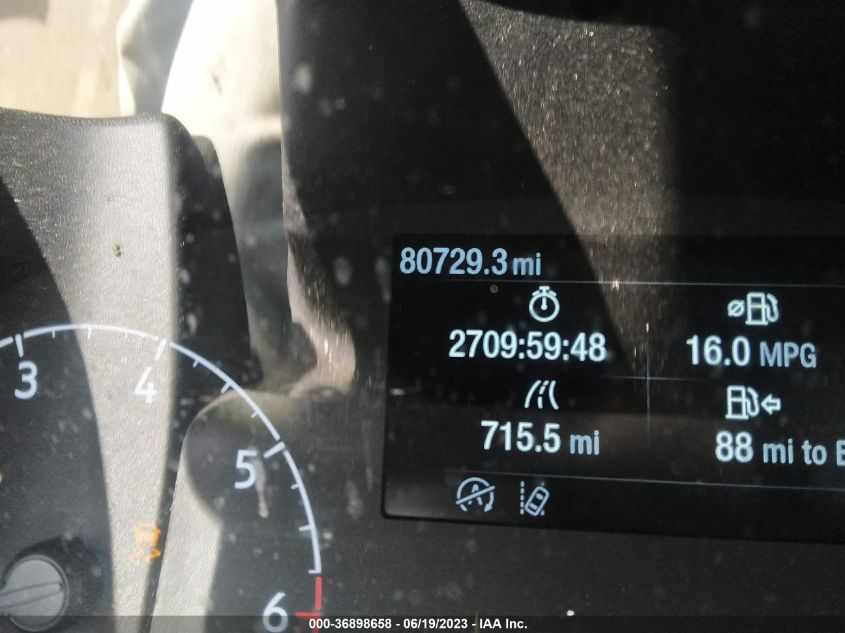 80729.3 mi
2709:59:48
16.0 MPG
715.5 mi
88 mi to
3
4
5
6
000-36898658 - 06/19/2023 - IAA Inc.